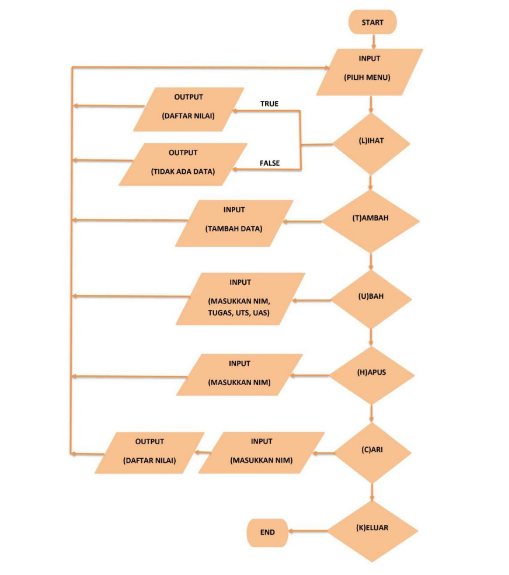 START
INPUT
(PILIH MENU)
OUTPUT
(DAFTAR NILAI)
TRUE
(L)IHAT
OUTPUT
(TIDAK ADA DATA)
FALSE
INPUT
(TAMBAH DATA)
(T)AMBAH
INPUT
(MASUKKAN NIM,
TUGAS, UTS, UAS)
(U)BAH
INPUT
(MASUKKAN NIM)
(H)APUS
OUTPUT
(DAFTAR NILAI)
INPUT
(MASUKKAN NIM)
(C)ARI
END
(K)ELUAR